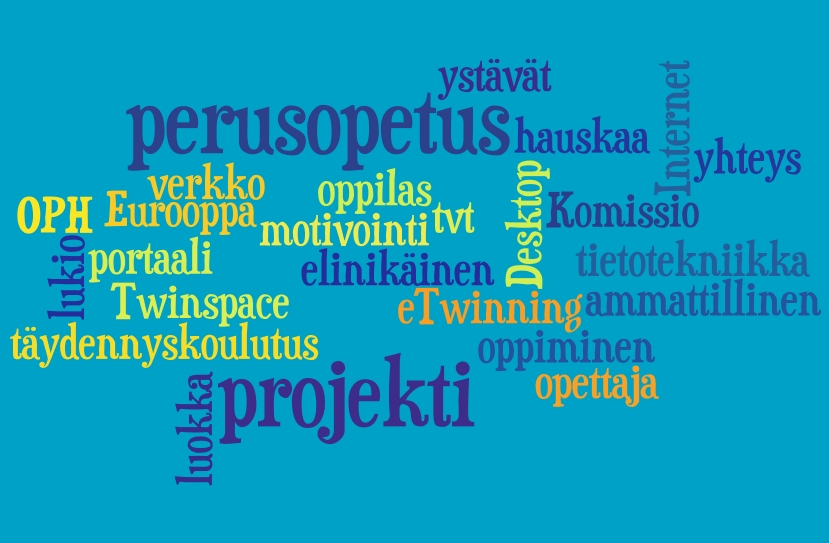 ystävät
perusopetus
hauskaa
Internet
yhteys
verkko
oppilas
Desktop
OPH
Eurooppa
motivointi
tvt
Komissio
lukio
portaali
elinikäinen
tietotekniikka
Twinspace
eTwinning
ammattillinen
täydennyskoulutus
oppiminen
projekti
opettaja
luokka